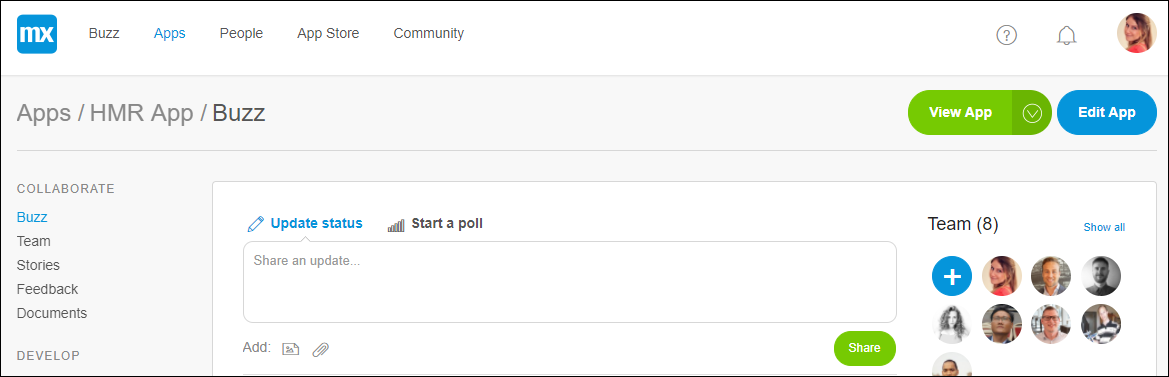 mx Buzz Apps People App Store Community ?
Apps / HMR App / Buzz View App Edit App
COLLABORATE
Buzz
Team
Stories
Feedback
Documents
DEVELOP
Update status Start a poll
Share an update...
Add: Share
Team (8) Show all
+